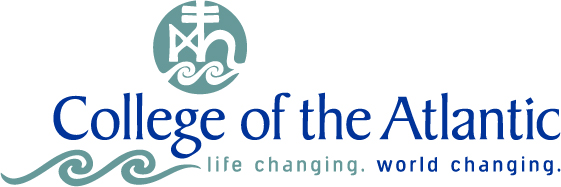 College of the Atlantic
life changing. world changing.